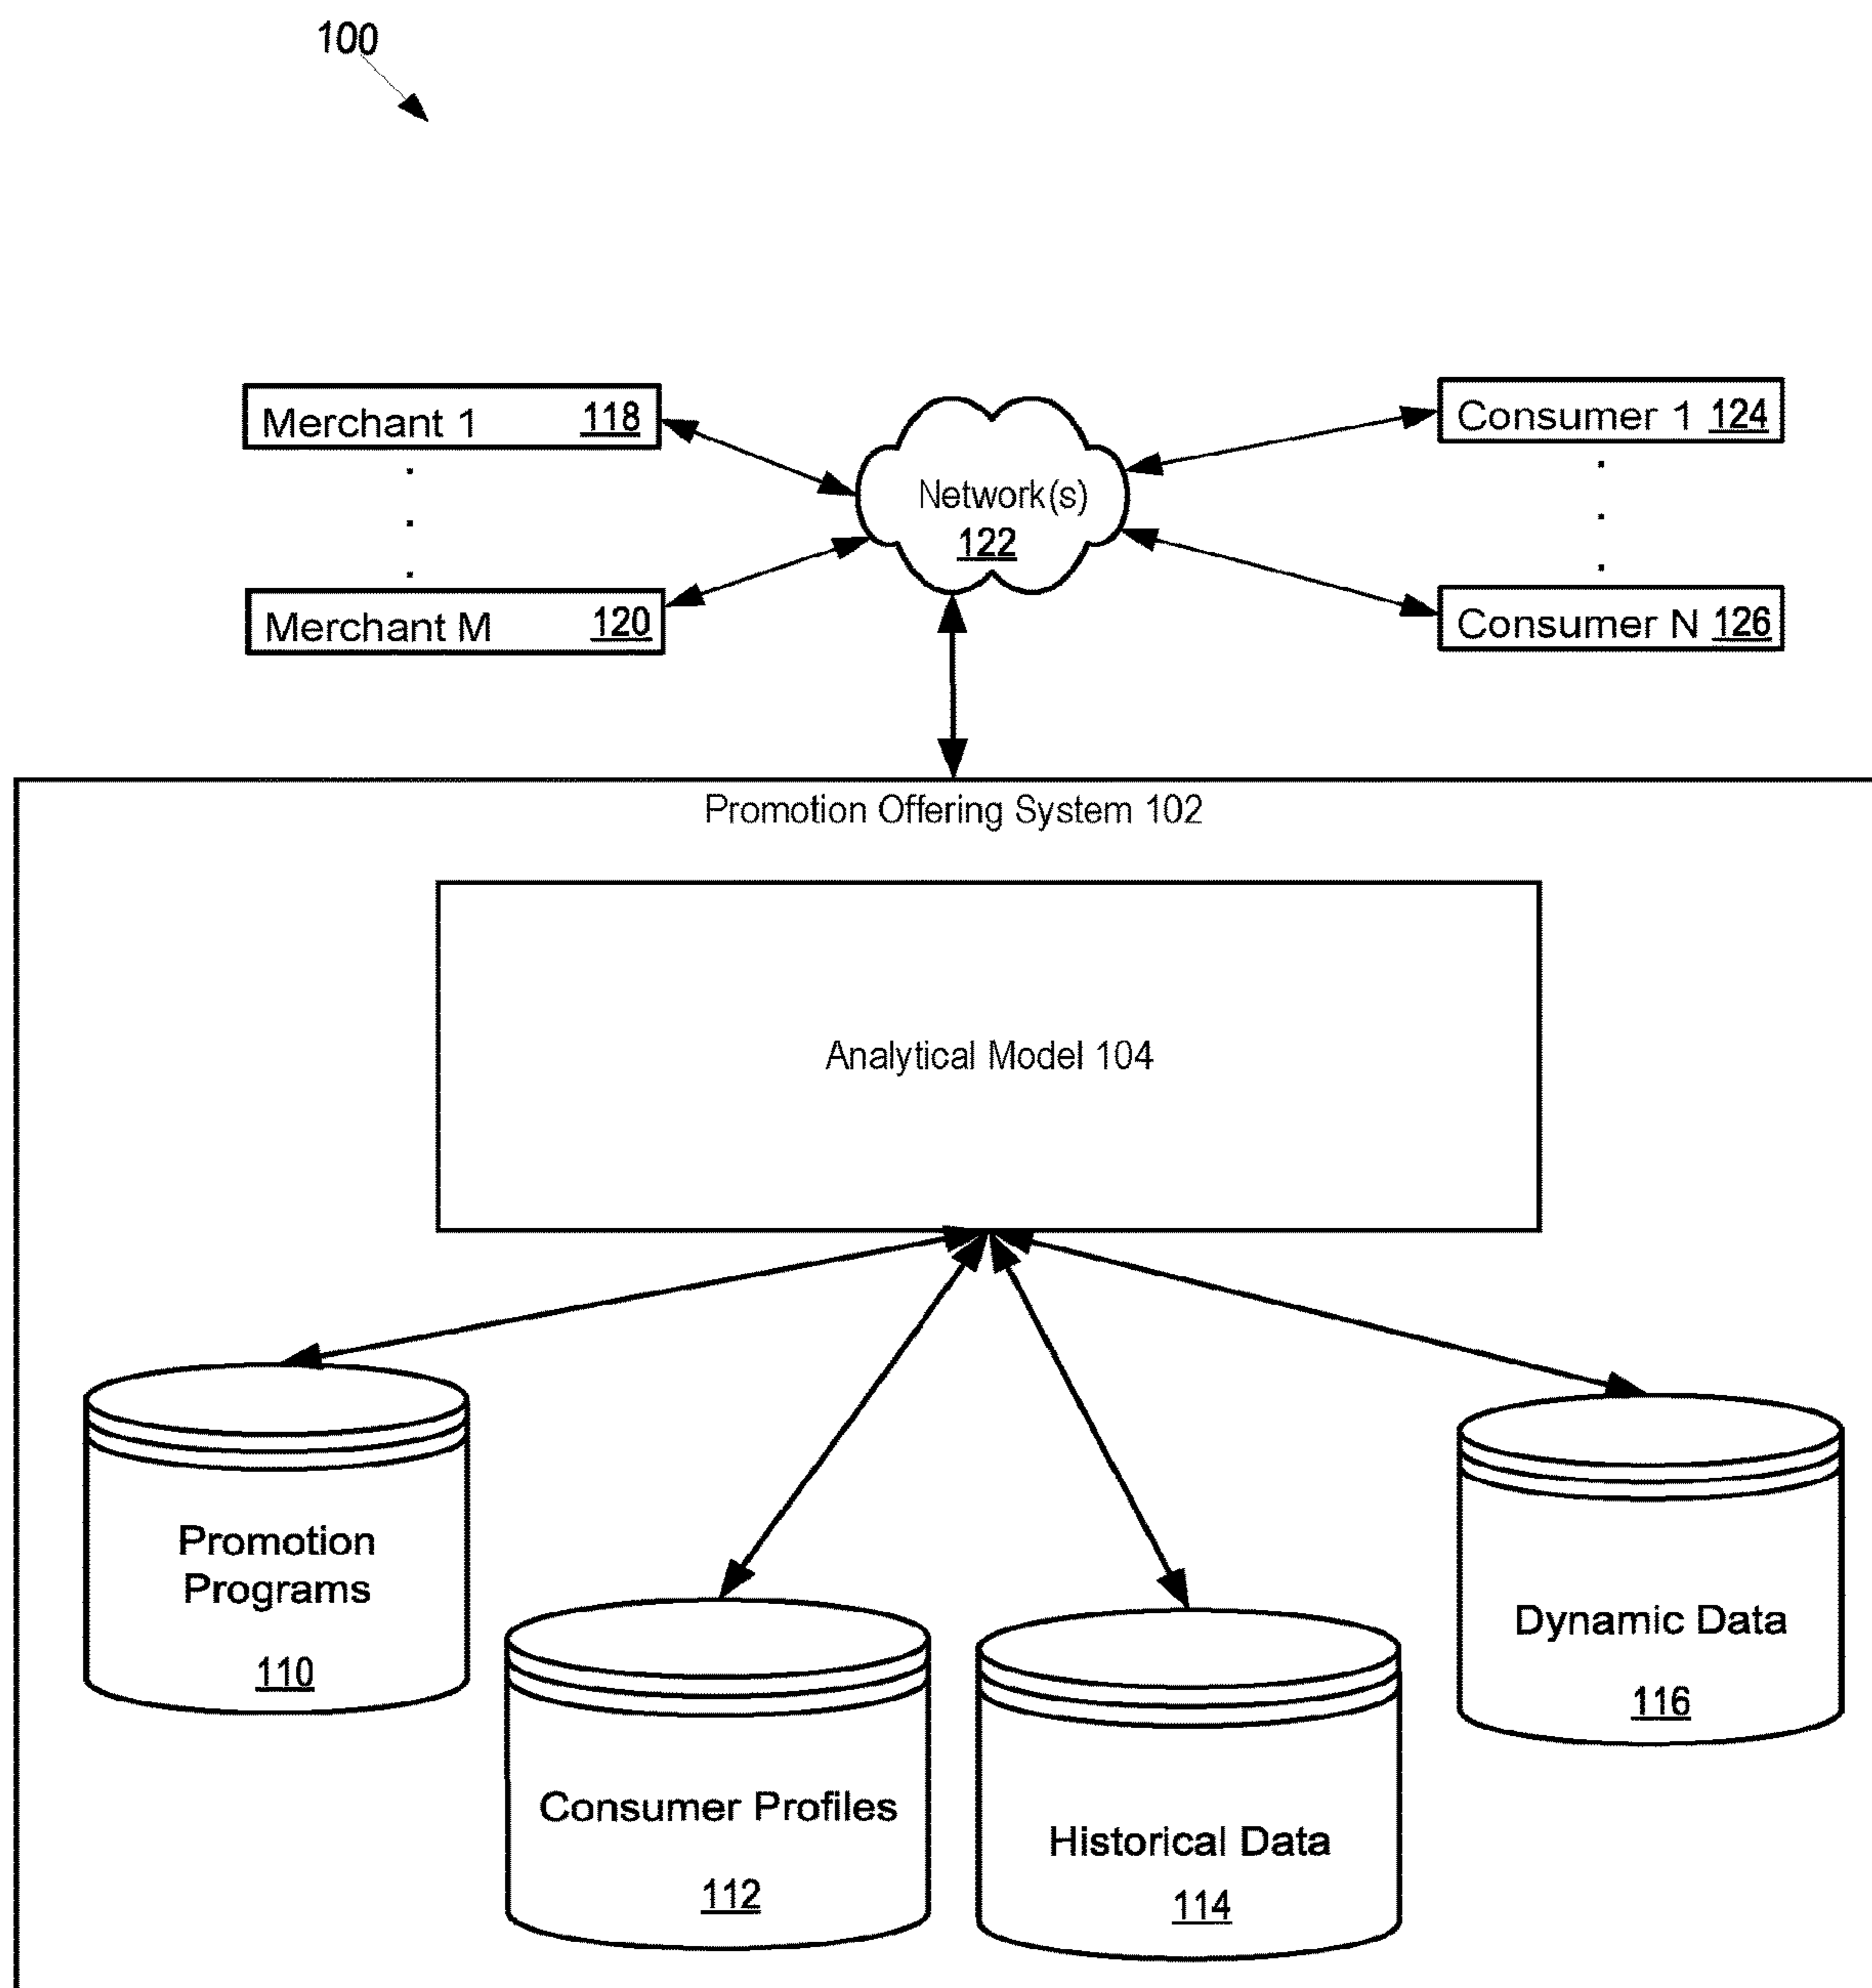 100
Merchant 1 118
Network(s)
122
Consumer 1 124
Merchant M 120
Consumer N 126
Promotion Offering System 102
Analytical Model 104
Promotion
Programs
110
Consumer Profiles
112
Historical Data
114
Dynamic Data
116